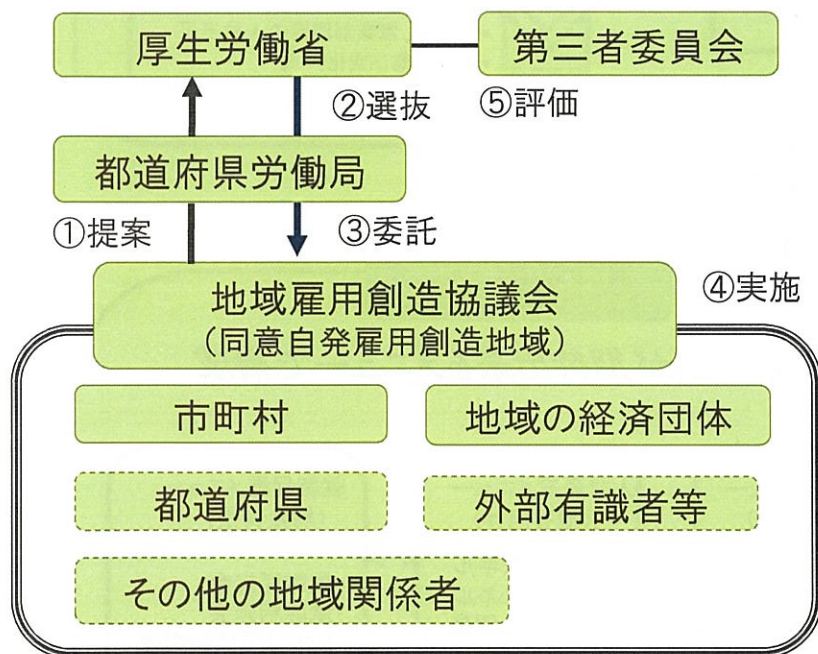 厚生労働省
第三者委員会
②選抜
⑤評価
都道府県労働局
①提案
③委託
地域雇用創造協議会
(同意自発雇用創造地域)
④実施
市町村
地域の経済団体
都道府県
外部有識者等
その他の地域関係者